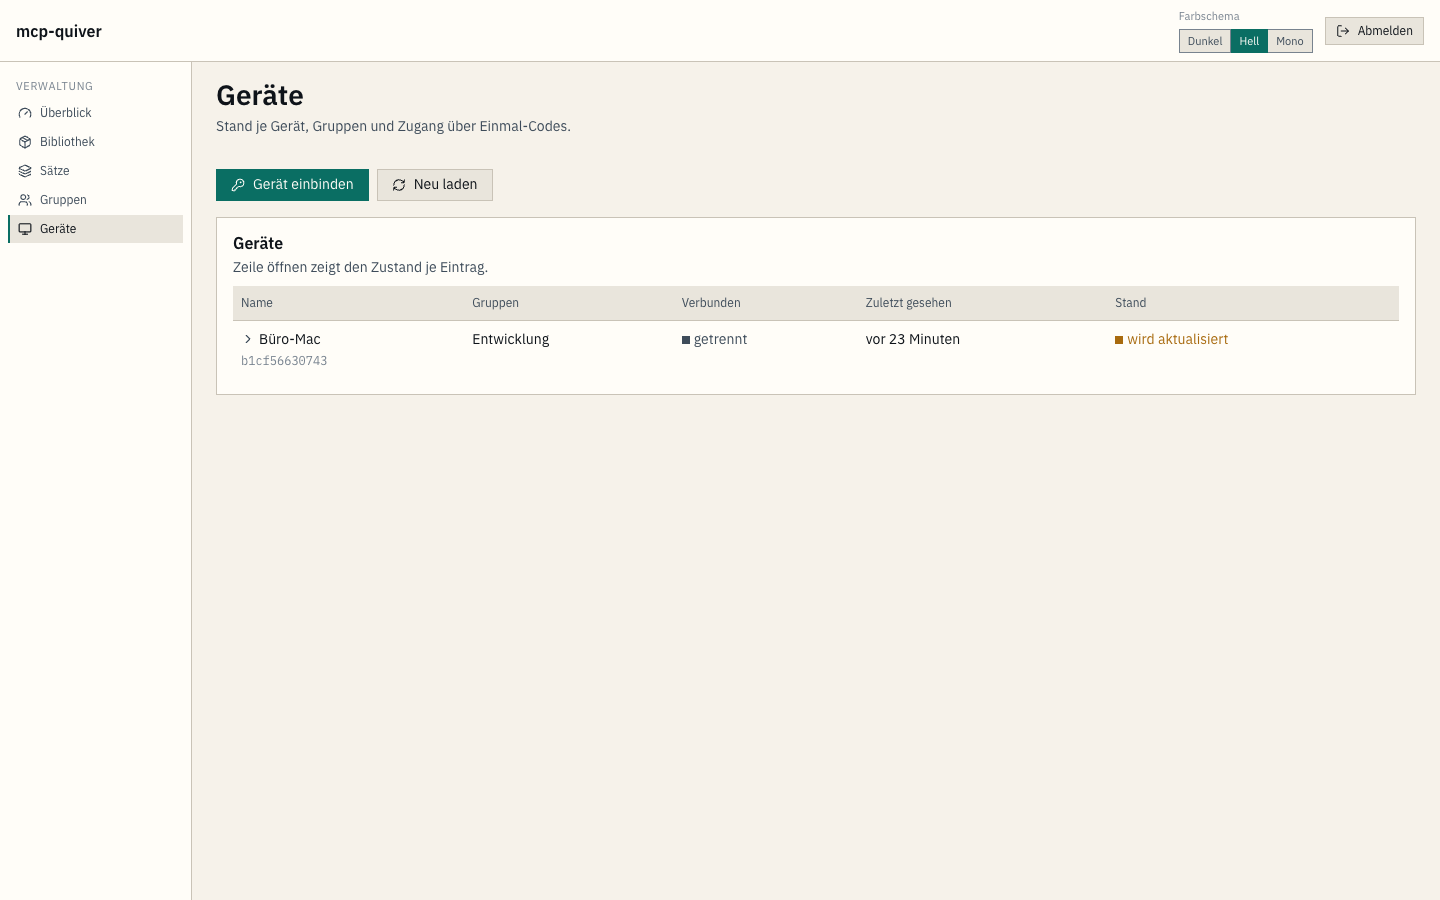 mcp-quiver
Farbschema
Dunkel Hell Mono
Abmelden
VERWALTUNG
Überblick
Bibliothek
Sätze
Gruppen
Geräte
Geräte
Stand je Gerät, Gruppen und Zugang über Einmal-Codes.
Gerät einbinden Neu laden
Geräte
Zeile öffnen zeigt den Zustand je Eintrag.
Name Gruppen Verbunden Zuletzt gesehen Stand
Büro-Mac Entwicklung getrennt vor 23 Minuten wird aktualisiert
b1cf56630743